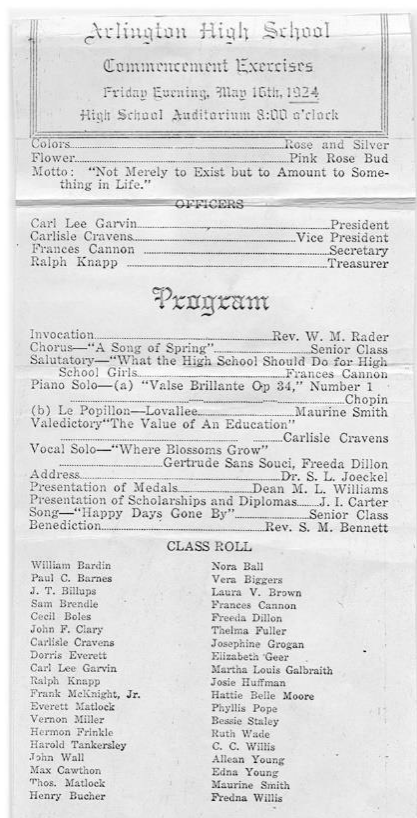 Arlington High School
Commencement Exercises
Friday Evening, May 16th, 1924
High School Auditorium 8:00 o'clock
Colors......Rose and Silver
Flower......Pink Rose Bud
Motto: "Not Merely to Exist but to Amount to Some-
thing in Life."
OFFICERS
Carl Lee Garvin......President
Carlisle Cravens......Vice President
Frances Cannon ......Secretary
Ralph Knapp ......Treasurer
Program
Invocation......Rev. W. M. Rader
Chorus—"A Song of Spring"......Senior Class
Salutatory—"What the High School Should Do for High
School Girls......Frances Cannon
Piano Solo—(a) "Valse Brillante Op 34," Number 1
......Chopin
(b) Le Popillon—Lovallee......Maurine Smith
Valedictory"The Value of An Education"
......Carlisle Cravens
Vocal Solo—"Where Blossoms Grow"
......Gertrude Sans Souci, Freeda Dillon
Address......Dr. S. L. Joeckel
Presentation of Medals......Dean M. L. Williams
Presentation of Scholarships and Diplomas......J. I. Carter
Song—"Happy Days Gone By"......Senior Class
Benediction......Rev. S. M. Bennett
CLASS ROLL
William Bardin
Paul C. Barnes
J. T. Billups
Sam Brendle
Cecil Boles
John F. Clary
Carlisle Cravens
Dorris Everett
Carl Lee Garvin
Ralph Knapp
Frank McKnight, Jr.
Everett Matlock
Vernon Miller
Hermon Frinkle
Harold Tankersley
John Wall
Max Cawthon
Thos. Matlock
Henry Bucher
Nora Ball
Vera Biggers
Laura V. Brown
Frances Cannon
Freeda Dillon
Thelma Fuller
Josephine Grogan
Elizabeth Geer
Martha Louis Galbraith
Josie Huffman
Hattie Belle Moore
Phyllis Pope
Bessie Staley
Ruth Wade
C. C. Willis
Allean Young
Edna Young
Maurine Smith
Fredna Willis